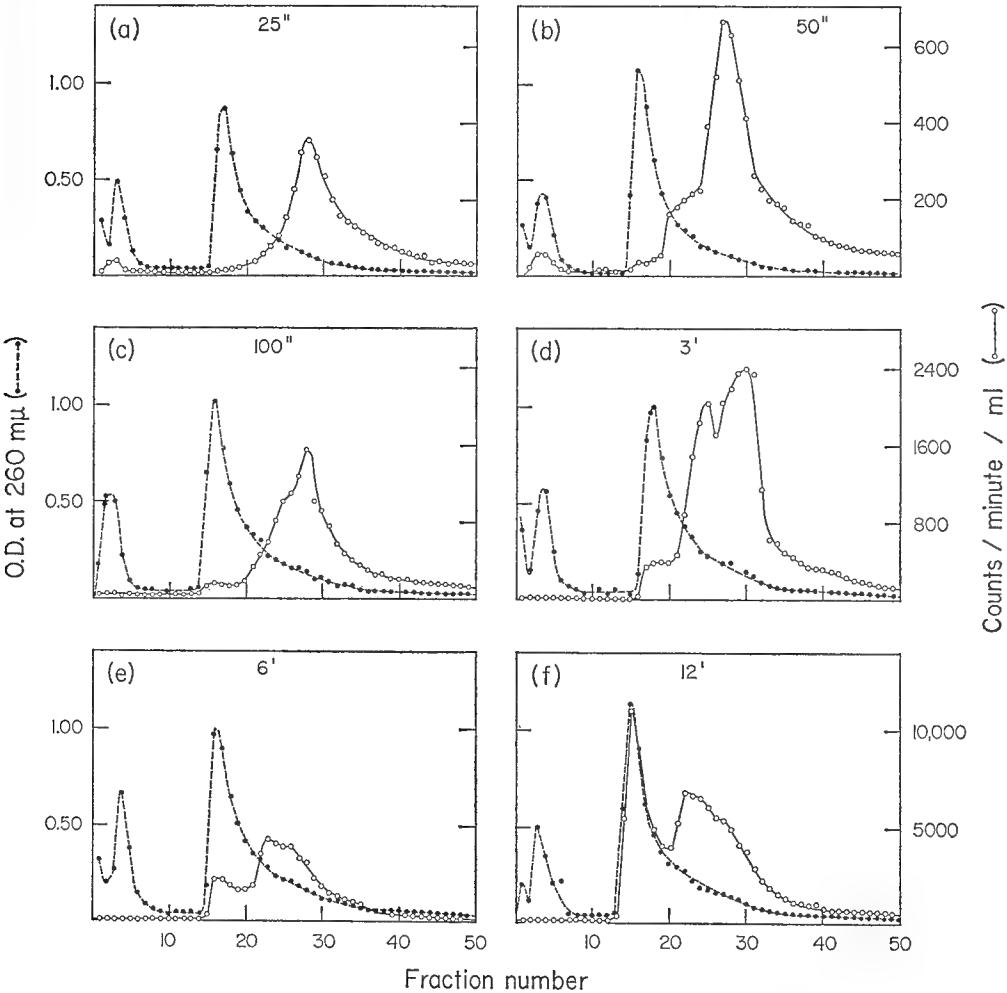 (a) 25"
1.00
0.50
(b) 50"
600
400
200
(c) 100"
1.00
0.50
(d) 3'
2400
1600
800
(e) 6'
1.00
0.50
10 20 30 40 50
(f) 12'
10,000
5000
10 20 30 40 50
O.D. at 260 mμ (•-----•)
Counts / minute / ml (○——○)
Fraction number